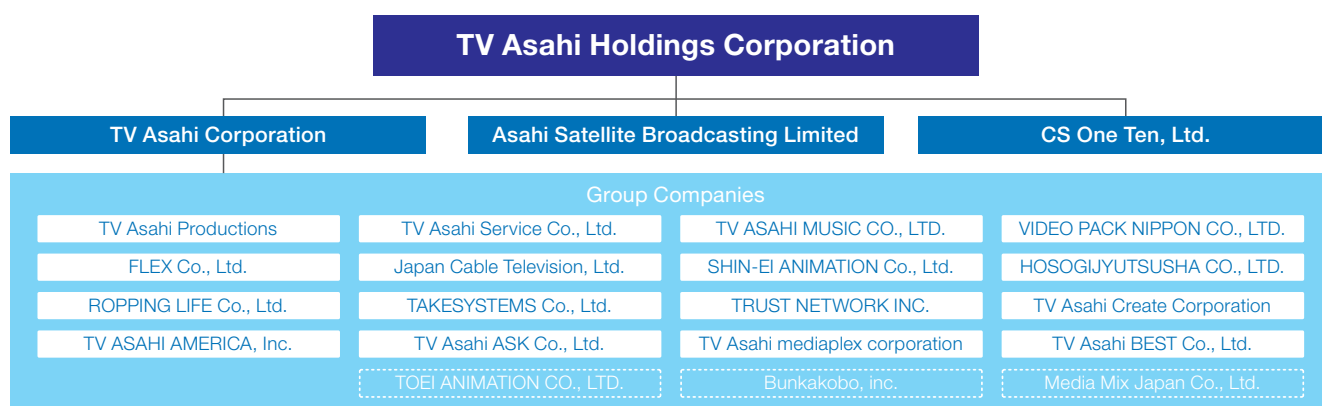 TV Asahi Holdings Corporation
TV Asahi Corporation
Asahi Satellite Broadcasting Limited
CS One Ten, Ltd.
Group Companies
TV Asahi Productions
TV Asahi Service Co., Ltd.
TV ASAHI MUSIC CO., LTD.
VIDEO PACK NIPPON CO., LTD.
FLEX Co., Ltd.
Japan Cable Television, Ltd.
SHIN-EI ANIMATION Co., Ltd.
HOSOGIJYUTSUSHA CO., LTD.
ROPPING LIFE Co., Ltd.
TAKESYSTEMS Co., Ltd.
TRUST NETWORK INC.
TV Asahi Create Corporation
TV ASAHI AMERICA, Inc.
TV Asahi ASK Co., Ltd.
TV Asahi mediaplex corporation
TV Asahi BEST Co., Ltd.
TOEI ANIMATION CO., LTD.
Bunkakobo, inc.
Media Mix Japan Co., Ltd.